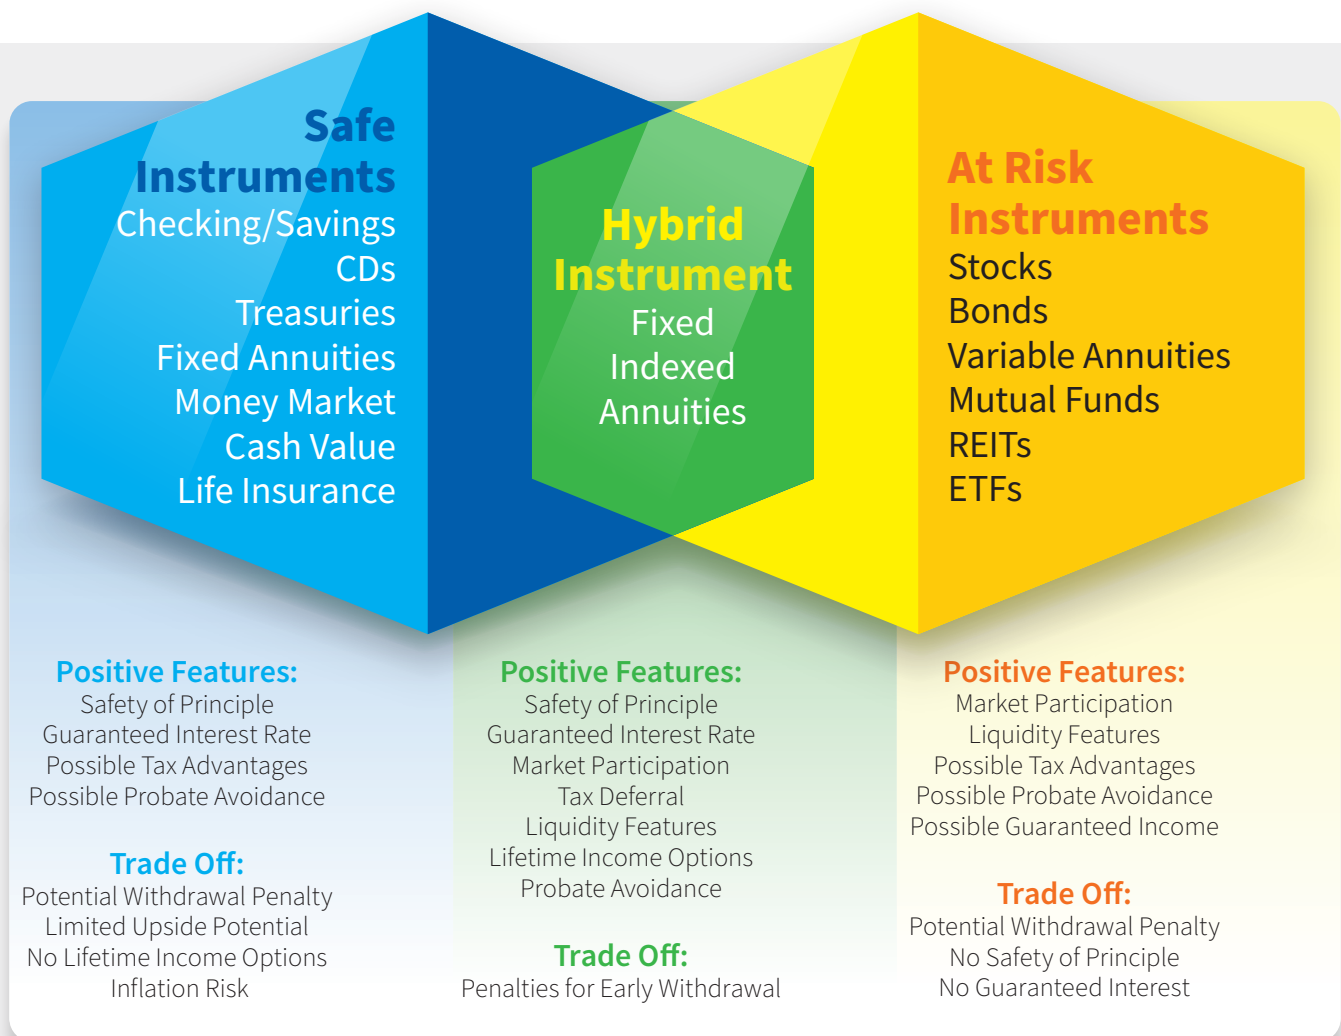 Safe
Instruments
Checking/Savings
CDs
Treasuries
Fixed Annuities
Money Market
Cash Value
Life Insurance
Hybrid
Instrument
Fixed
Indexed
Annuities
At Risk
Instruments
Stocks
Bonds
Variable Annuities
Mutual Funds
REITs
ETFs
Positive Features:
Safety of Principle
Guaranteed Interest Rate
Possible Tax Advantages
Possible Probate Avoidance
Trade Off:
Potential Withdrawal Penalty
Limited Upside Potential
No Lifetime Income Options
Inflation Risk
Positive Features:
Safety of Principle
Guaranteed Interest Rate
Market Participation
Tax Deferral
Liquidity Features
Lifetime Income Options
Probate Avoidance
Trade Off:
Penalties for Early Withdrawal
Positive Features:
Market Participation
Liquidity Features
Possible Tax Advantages
Possible Probate Avoidance
Possible Guaranteed Income
Trade Off:
Potential Withdrawal Penalty
No Safety of Principle
No Guaranteed Interest